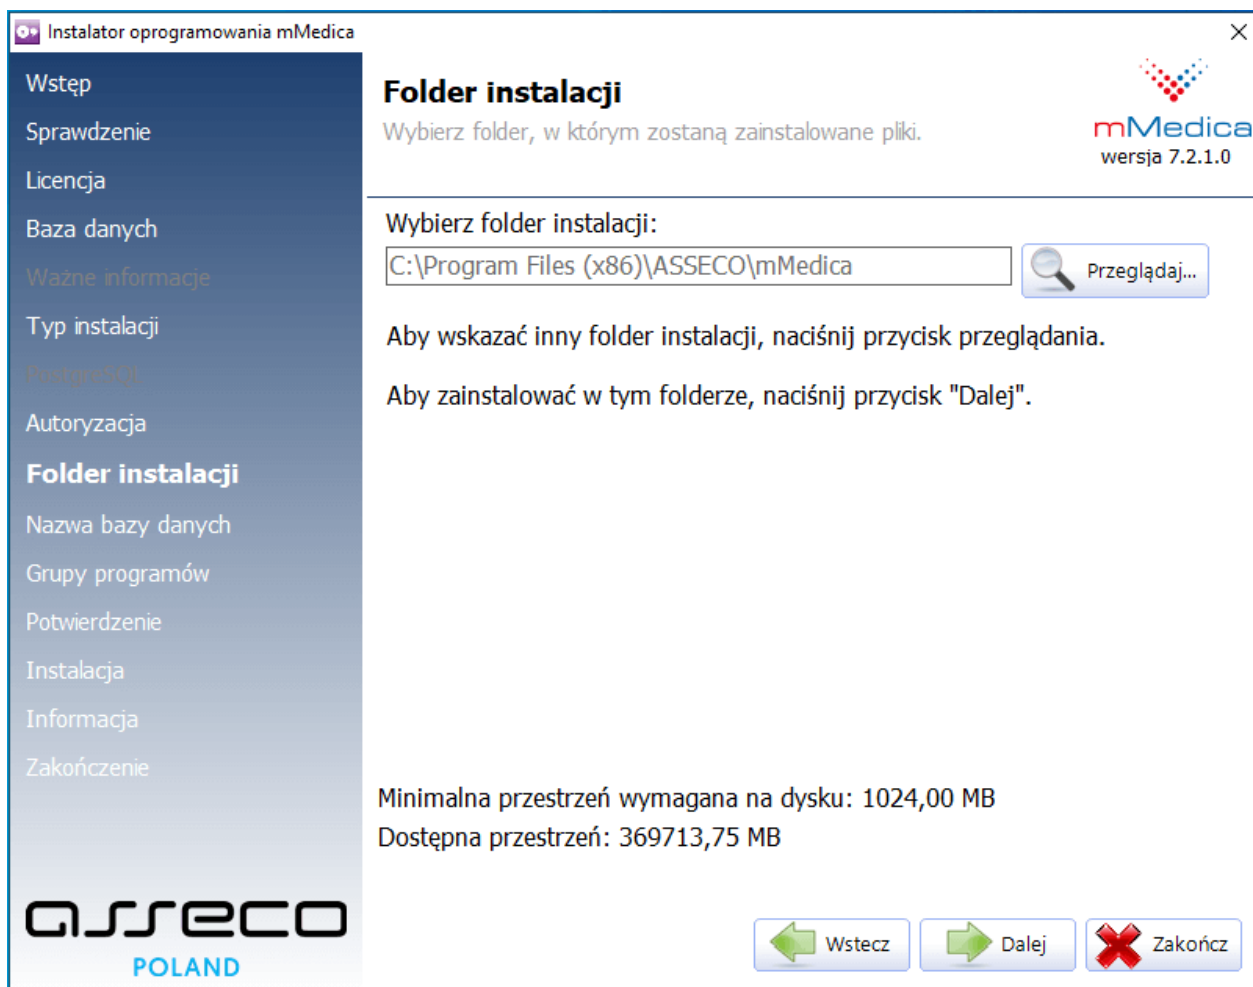 Instalator oprogramowania mMedica
Wstęp
Sprawdzenie
Licencja
Baza danych
Ważne informacje
Typ instalacji
PostgreSQL
Autoryzacja
Folder instalacji
Nazwa bazy danych
Grupy programów
Potwierdzenie
Instalacja
Informacja
Zakończenie
asseco
POLAND
Folder instalacji
Wybierz folder, w którym zostaną zainstalowane pliki.
mMedica
wersja 7.2.1.0
Wybierz folder instalacji:
C:\Program Files (x86)\ASSECO\mMedica
Przeglądaj...
Aby wskazać inny folder instalacji, naciśnij przycisk przeglądania.
Aby zainstalować w tym folderze, naciśnij przycisk "Dalej".
Minimalna przestrzeń wymagana na dysku: 1024,00 MB
Dostępna przestrzeń: 369713,75 MB
Wstecz
Dalej
Zakończ